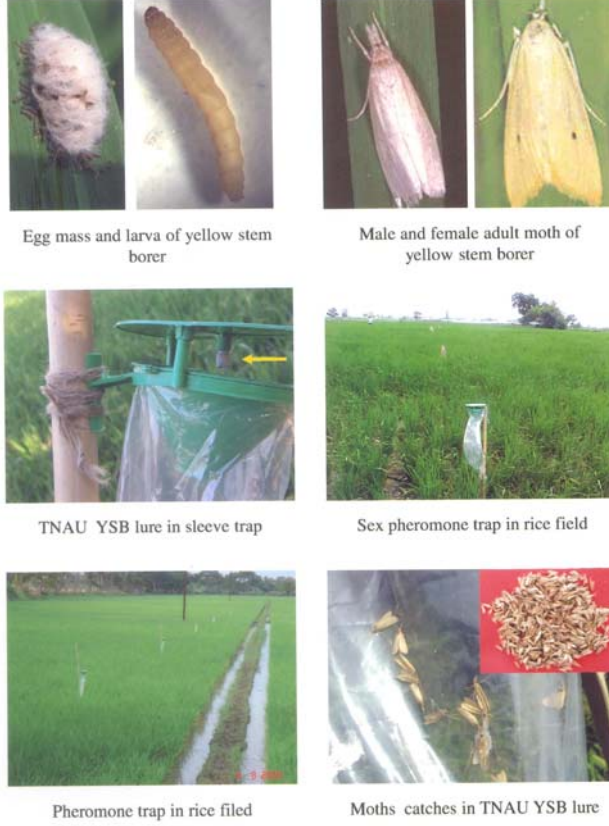 Egg mass and larva of yellow stem
borer
Male and female adult moth of
yellow stem borer
TNAU YSB lure in sleeve trap
Sex pheromone trap in rice field
Pheromone trap in rice filed
Moths catches in TNAU YSB lure